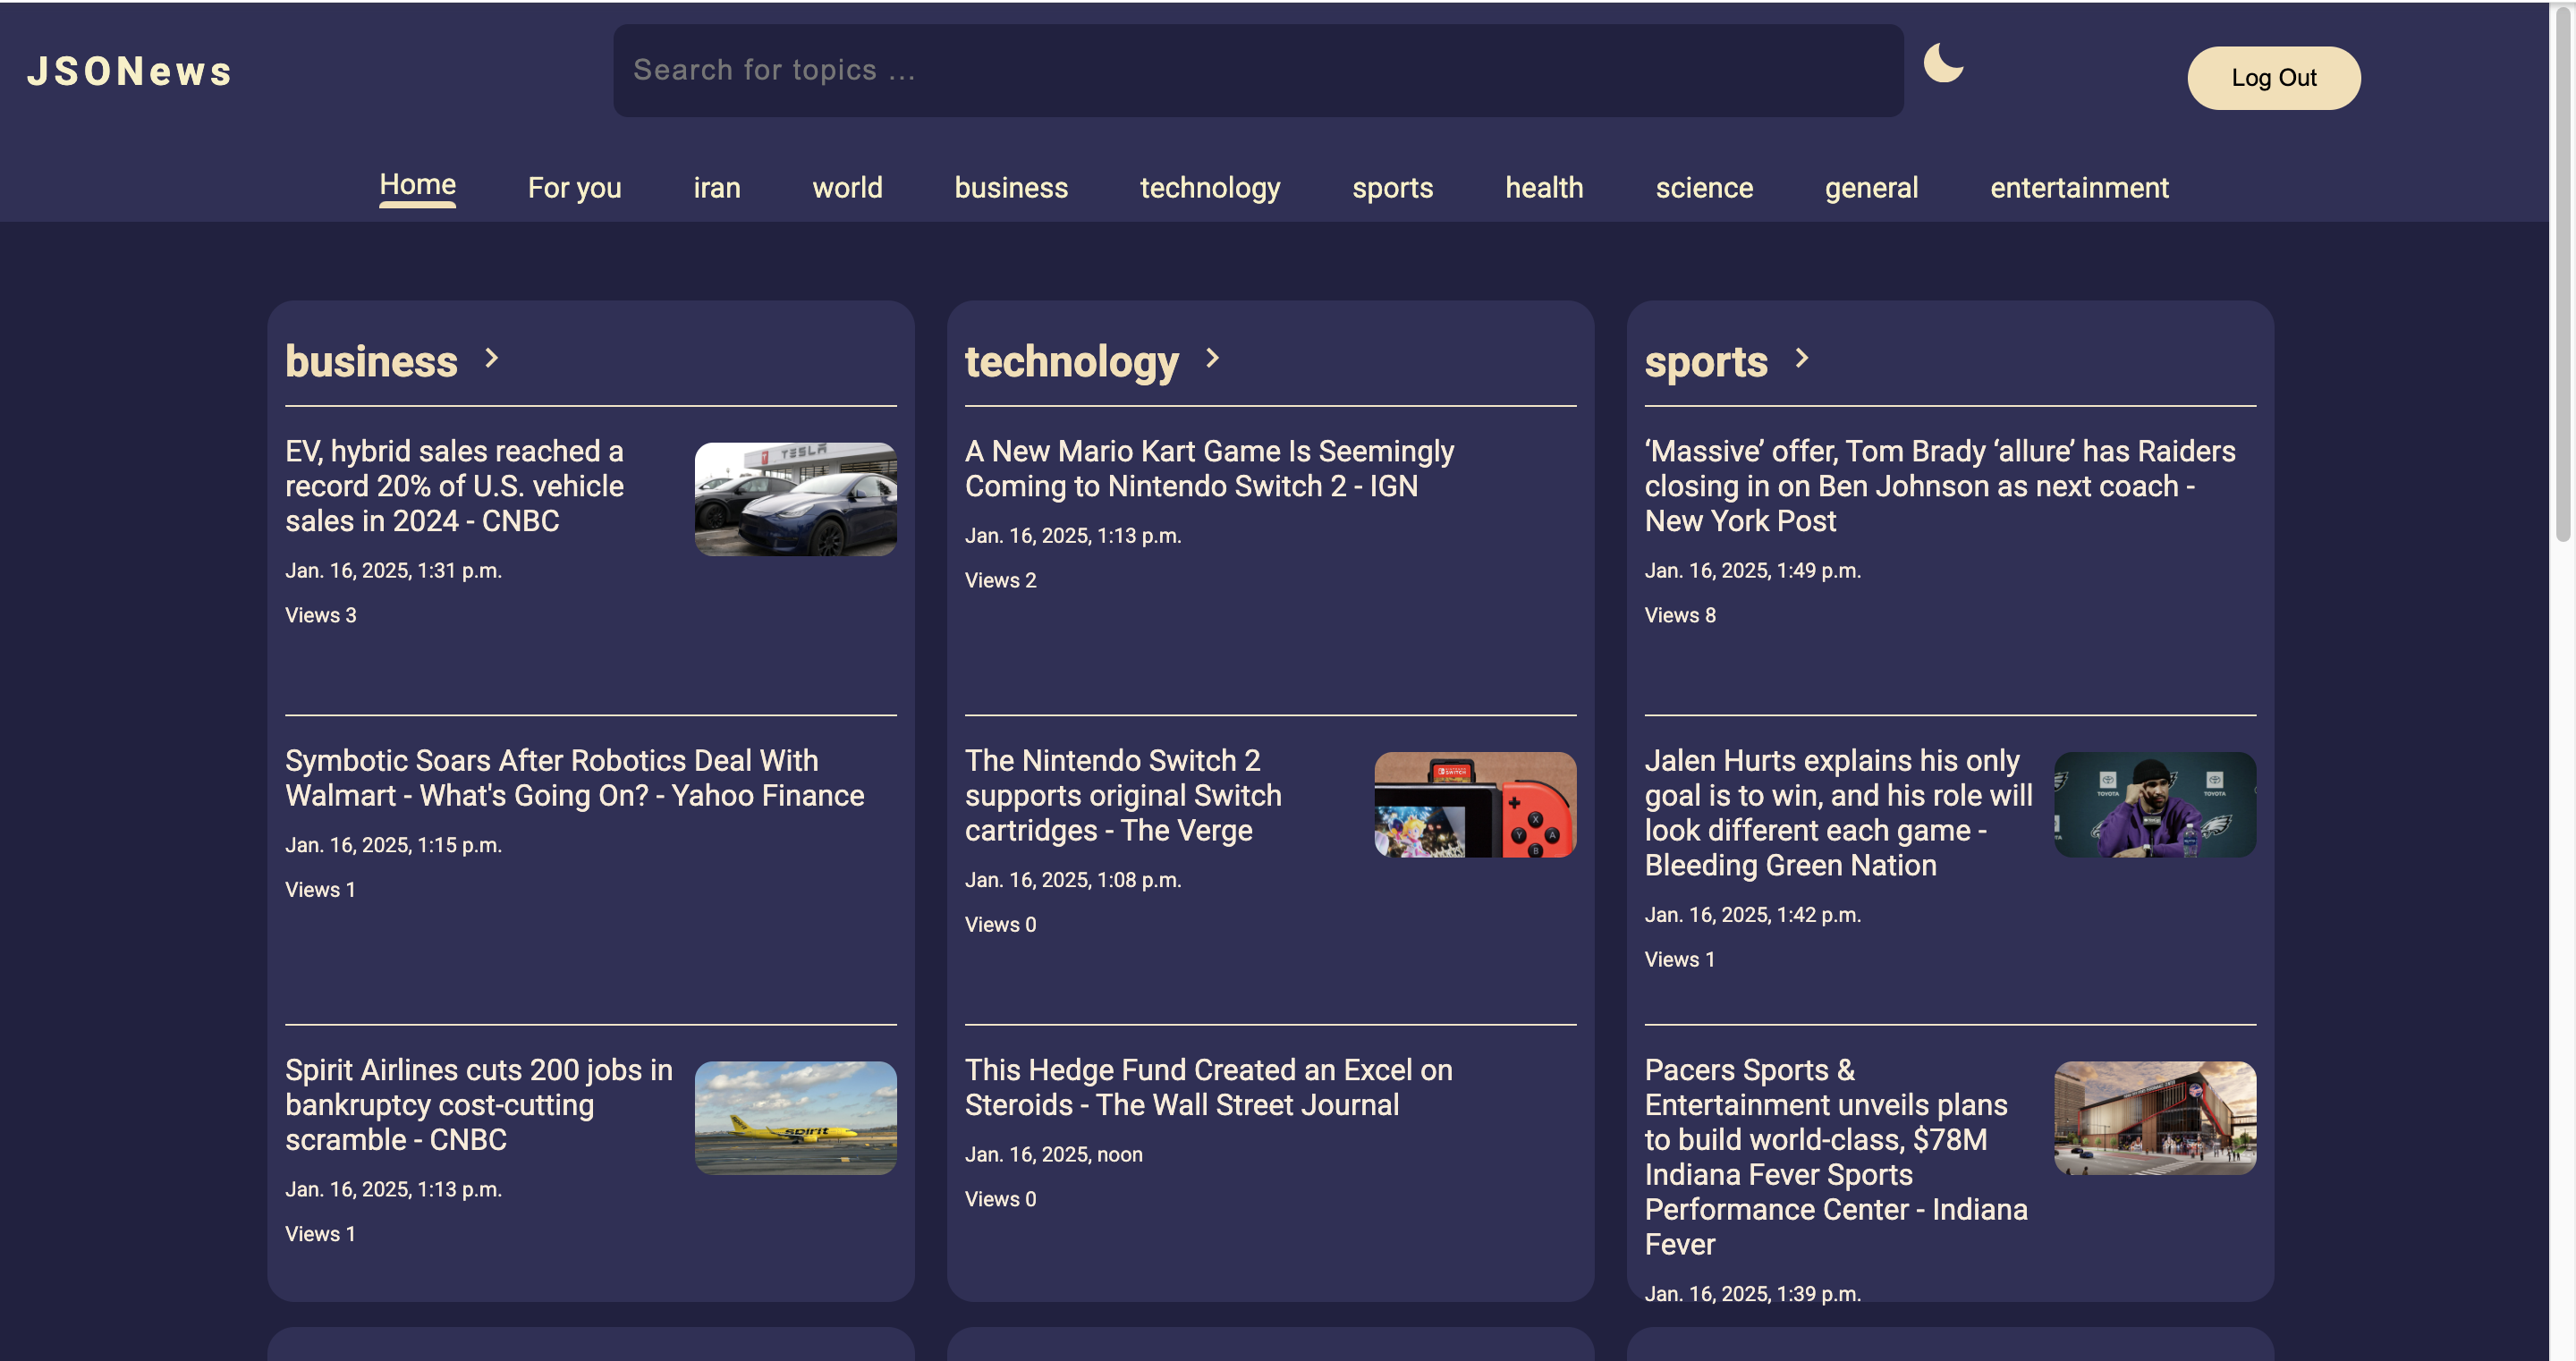 JSONews
Search for topics ...
Log Out
Home
For you
iran
world
business
technology
sports
health
science
general
entertainment
business
EV, hybrid sales reached a
record 20% of U.S. vehicle
sales in 2024 - CNBC
TESLA
Jan. 16, 2025, 1:31 p.m.
Views 3
Symbotic Soars After Robotics Deal With
Walmart - What's Going On? - Yahoo Finance
Jan. 16, 2025, 1:15 p.m.
Views 1
Spirit Airlines cuts 200 jobs in
bankruptcy cost-cutting
scramble - CNBC
spirit
Jan. 16, 2025, 1:13 p.m.
Views 1
technology
A New Mario Kart Game Is Seemingly
Coming to Nintendo Switch 2 - IGN
Jan. 16, 2025, 1:13 p.m.
Views 2
The Nintendo Switch 2
supports original Switch
cartridges - The Verge
SWITCH
X
Y
A
B
Jan. 16, 2025, 1:08 p.m.
Views 0
This Hedge Fund Created an Excel on
Steroids - The Wall Street Journal
Jan. 16, 2025, noon
Views 0
sports
‘Massive’ offer, Tom Brady ‘allure’ has Raiders
closing in on Ben Johnson as next coach -
New York Post
Jan. 16, 2025, 1:49 p.m.
Views 8
Jalen Hurts explains his only
goal is to win, and his role will
look different each game -
Bleeding Green Nation
TOYOTA
TOYOTA
Jan. 16, 2025, 1:42 p.m.
Views 1
Pacers Sports &
Entertainment unveils plans
to build world-class, $78M
Indiana Fever Sports
Performance Center - Indiana
Fever
Jan. 16, 2025, 1:39 p.m.